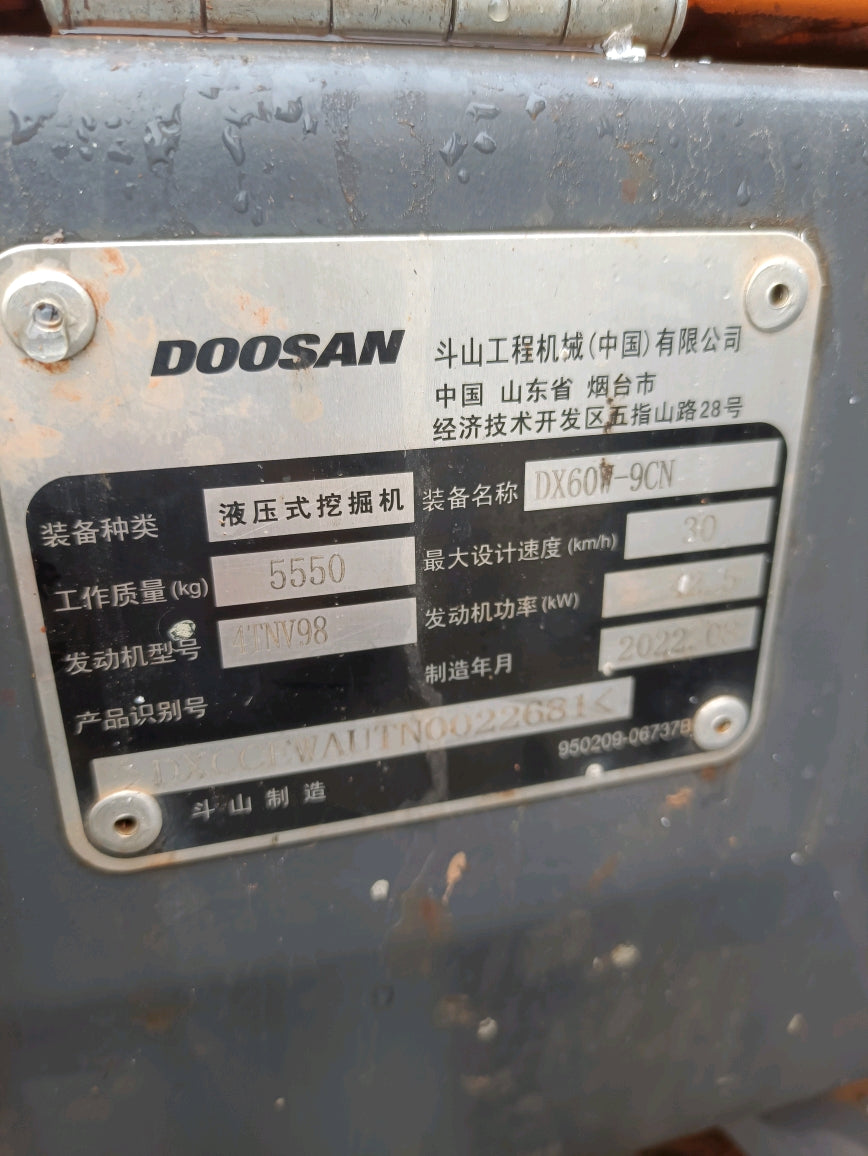 DOOSAN
斗山工程机械(中国)有限公司
中国 山东省 烟台市
经济技术开发区五指山路28号
装备种类 液压式挖掘机 装备名称 DX60W-9CN
工作质量(kg) 5550 最大设计速度(km/h) 30
发动机型号 4TNV98 发动机功率(kW)
制造年月
产品识别号
斗山制造 950209-06737B